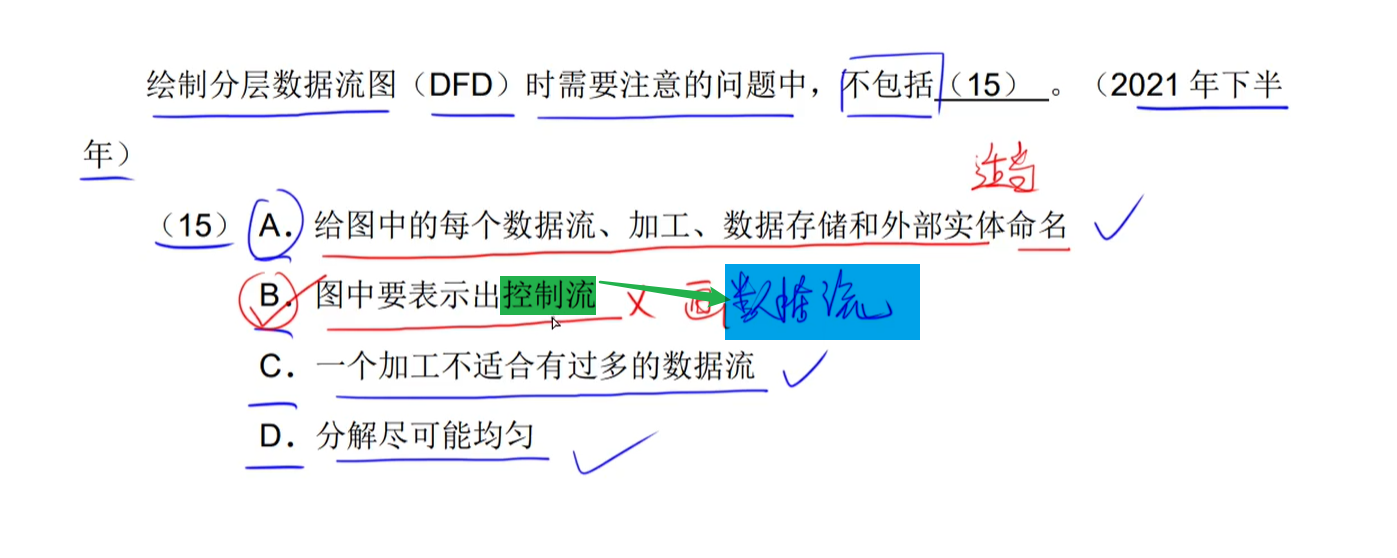 绘制分层数据流图（DFD）时需要注意的问题中，不包括（15）。（2021 年下半
年）
适当
（15）A．给图中的每个数据流、加工、数据存储和外部实体命名
B．图中要表示出控制流 × 画数据流
C．一个加工不适合有过多的数据流
D．分解尽可能均匀